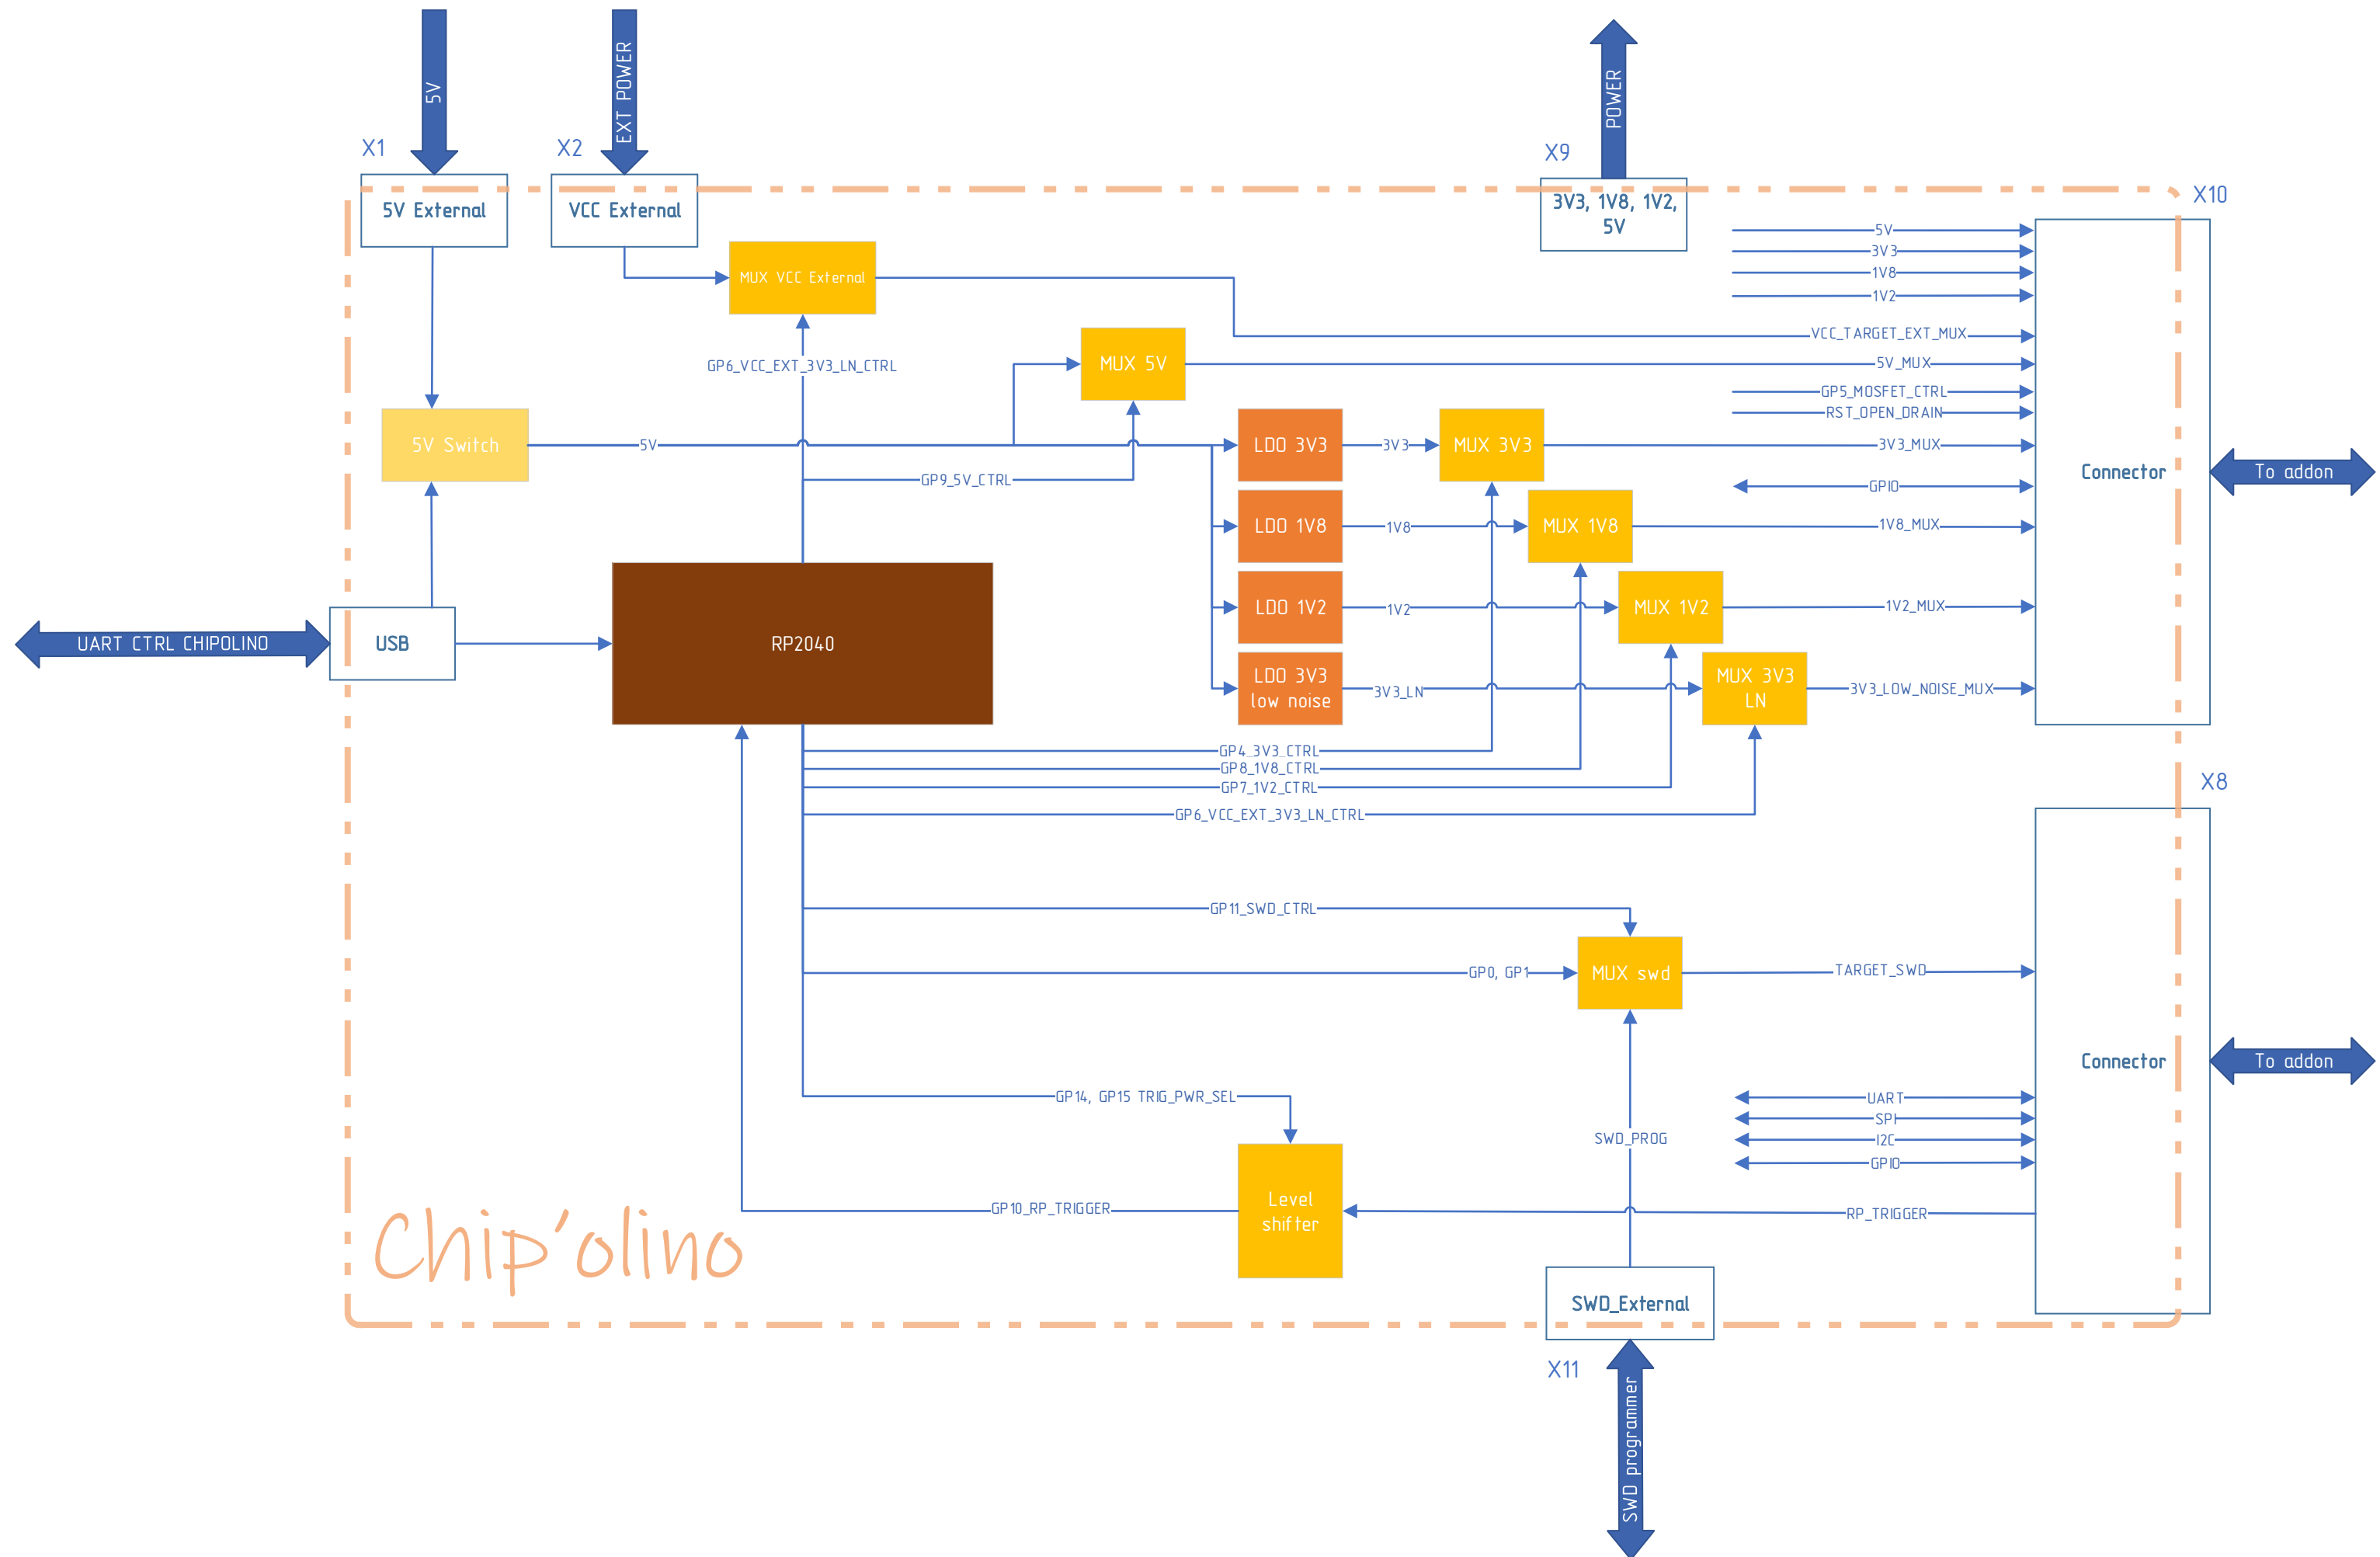 5V
EXT POWER
POWER
X1
X2
X9
X10
5V External
VCC External
3V3, 1V8, 1V2,
5V
5V
3V3
1V8
1V2
MUX VCC External
VCC_TARGET_EXT_MUX
GP6_VCC_EXT_3V3_LN_CTRL
MUX 5V
5V_MUX
GP5_MOSFET_CTRL
RST_OPEN_DRAIN
5V Switch
5V
LDO 3V3
3V3
MUX 3V3
3V3_MUX
Connector
To addon
GP9_5V_CTRL
GPIO
LDO 1V8
1V8
MUX 1V8
1V8_MUX
LDO 1V2
1V2
MUX 1V2
1V2_MUX
UART CTRL CHIPOLINO
USB
RP2040
LDO 3V3
low noise
3V3_LN
MUX 3V3
LN
3V3_LOW_NOISE_MUX
GP4_3V3_CTRL
GP8_1V8_CTRL
GP7_1V2_CTRL
GP6_VCC_EXT_3V3_LN_CTRL
X8
GP11_SWD_CTRL
GP0, GP1
MUX swd
TARGET_SWD
Connector
To addon
GP14, GP15 TRIG_PWR_SEL
UART
SPI
I2C
GPIO
SWD_PROG
GP10_RP_TRIGGER
Level
shifter
RP_TRIGGER
Chip'olino
SWD_External
X11
SWD programmer